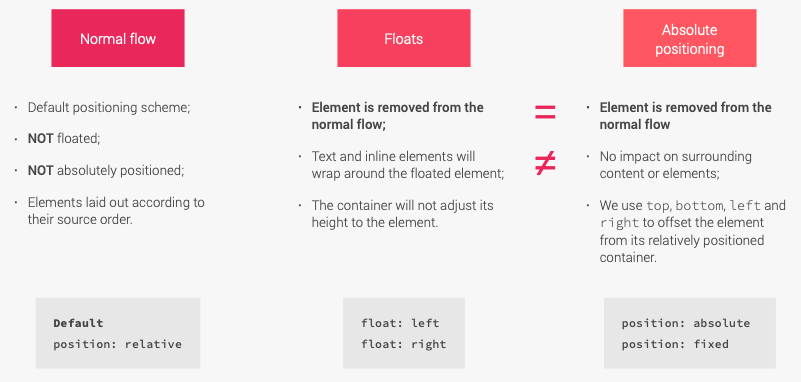 Normal flow
Floats
Absolute
positioning
· Default positioning scheme;
· NOT floated;
· NOT absolutely positioned;
· Elements laid out according to
their source order.
· Element is removed from the
normal flow;
· Text and inline elements will
wrap around the floated element;
· The container will not adjust its
height to the element.
=
≠
· Element is removed from the
normal flow
· No impact on surrounding
content or elements;
· We use top, bottom, left and
right to offset the element
from its relatively positioned
container.
Default
position: relative
float: left
float: right
position: absolute
position: fixed